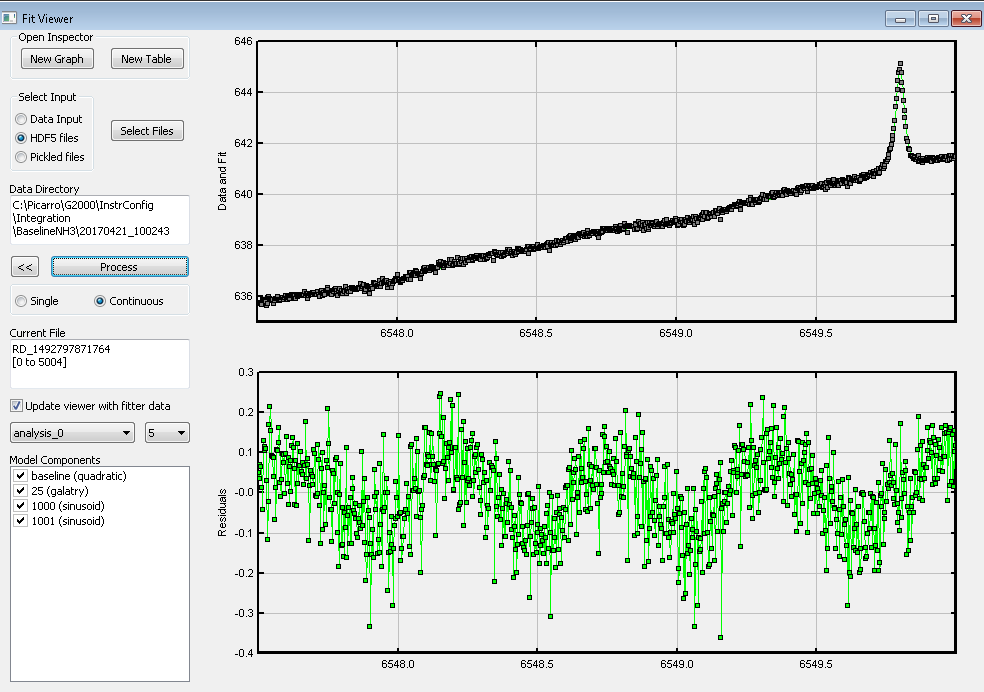 Fit Viewer
Open Inspector
New Graph
New Table
Select Input
Data Input
HDF5 files
Pickled files
Select Files
Data Directory
C:\Picarro\G2000\InstrConfig
\Integration
\BaselineNH3\20170421_100243
<<
Process
Single
Continuous
Current File
RD_1492797871764
[0 to 5004]
Update viewer with fitter data
analysis_0
5
Model Components
baseline (quadratic)
25 (galatry)
1000 (sinusoid)
1001 (sinusoid)
646
644
642
640
638
636
Data and Fit
6548.0
6548.5
6549.0
6549.5
0.3
0.2
0.1
-0.0
-0.1
-0.2
-0.3
-0.4
Residuals
6548.0
6548.5
6549.0
6549.5